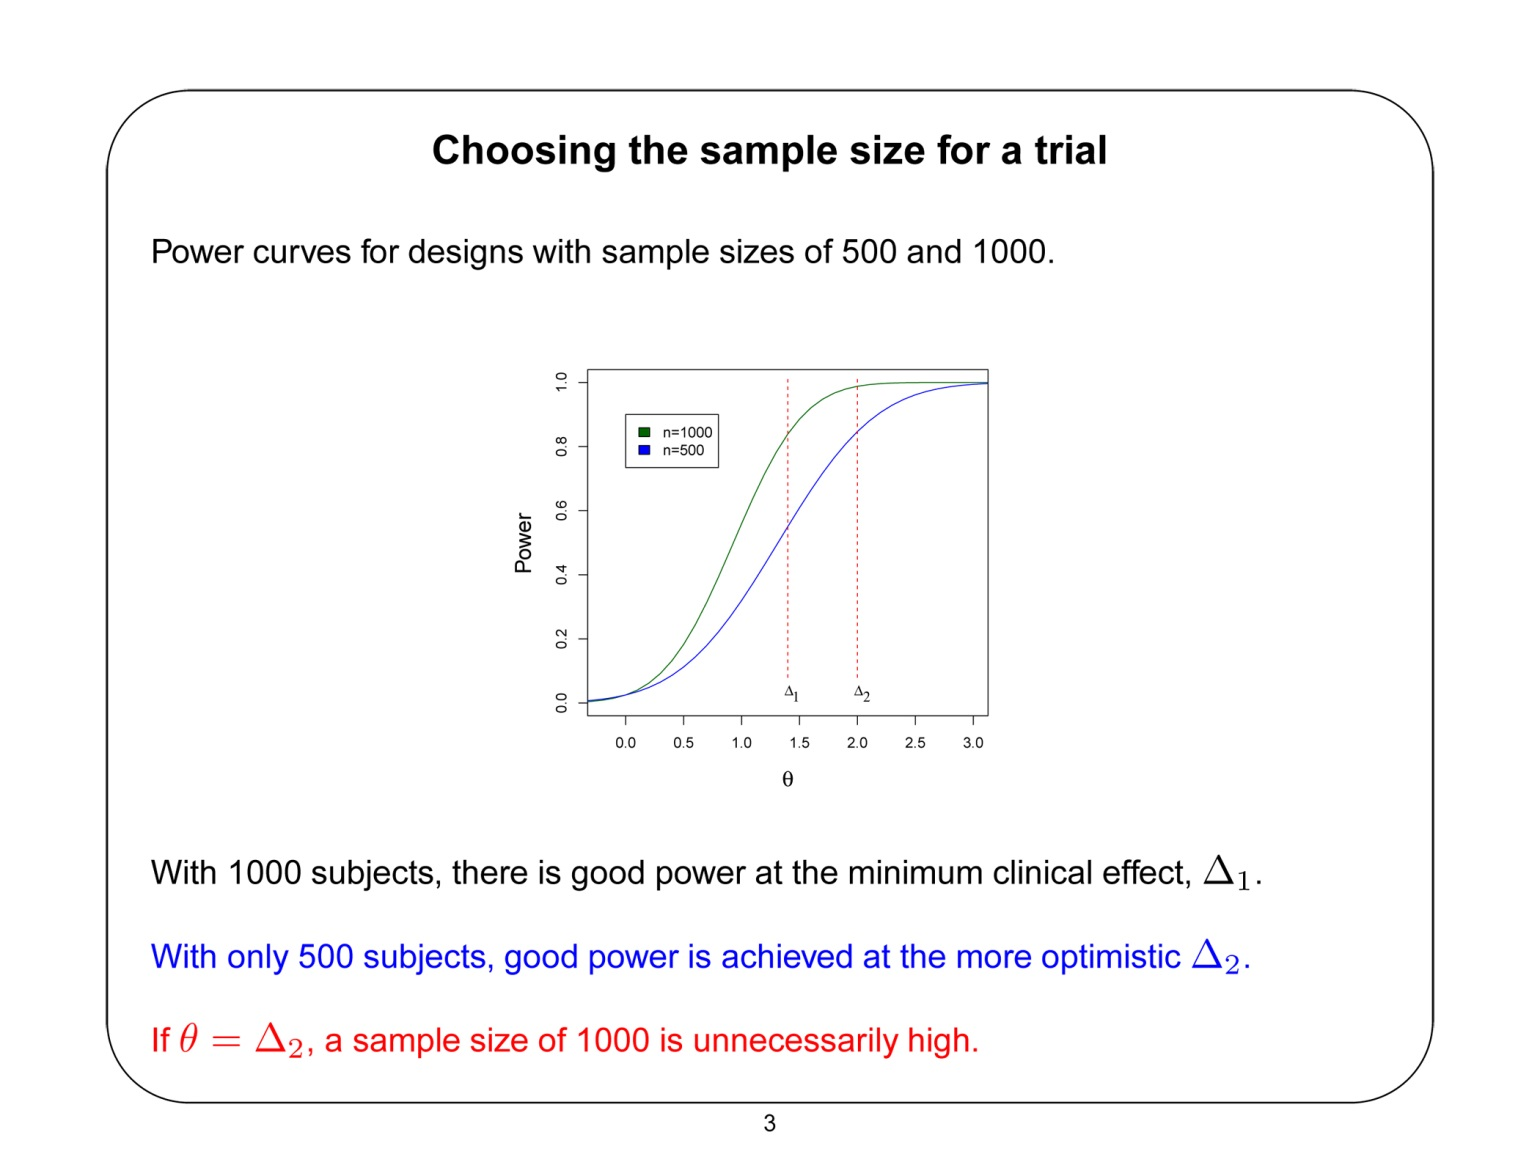 Choosing the sample size for a trial
Power curves for designs with sample sizes of 500 and 1000.
n=1000
n=500
Power
1.0
0.8
0.6
0.4
0.2
0.0
Δ1
Δ2
0.0 0.5 1.0 1.5 2.0 2.5 3.0
θ
With 1000 subjects, there is good power at the minimum clinical effect, Δ1.
With only 500 subjects, good power is achieved at the more optimistic Δ2.
If θ = Δ2, a sample size of 1000 is unnecessarily high.
3